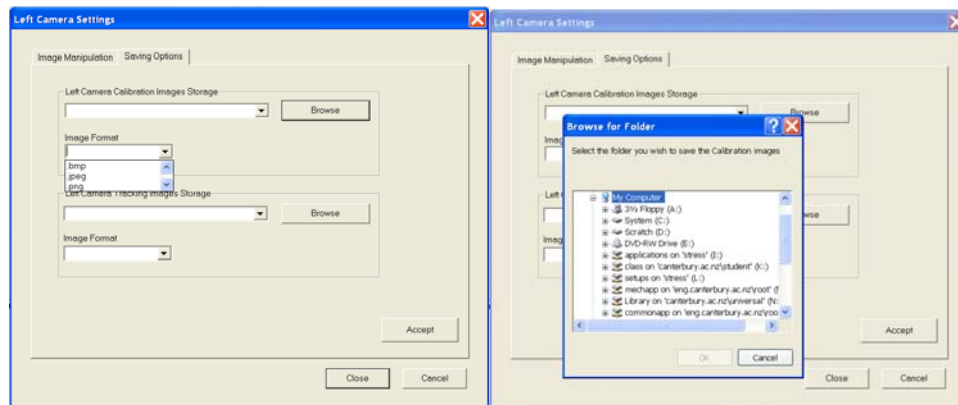 Left Camera Settings
Image Manipulation Saving Options
Left Camera Calibration Images Storage
Browse
Image Format
.bmp
.jpeg
.png
Left Camera Tracking Images Storage
Browse
Image Format
Accept
Close Cancel
Left Camera Settings
Image Manipulation Saving Options
Left Camera Calibration Images Storage
Browse
Browse for Folder
Select the folder you wish to save the Calibration images
My Computer
3½ Floppy (A:)
System (C:)
Scratch (D:)
DVD-RW Drive (E:)
applications on 'stress' (I:)
class on 'canterbury.ac.nz\student' (K:)
setups on 'stress' (L:)
mechapp on 'eng.canterbury.ac.nz\root'
Library on 'canterbury.ac.nz\universal' (N:
commonapp on 'eng.canterbury.ac.nz\roo
OK Cancel
Accept
Close Cancel